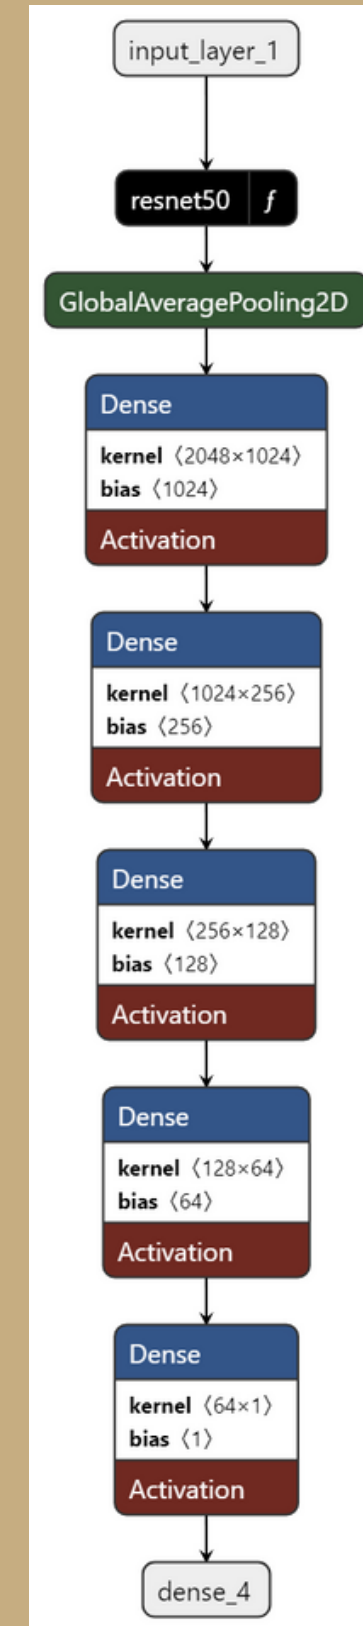 input_layer_1
resnet50 ƒ
GlobalAveragePooling2D
Dense
kernel 〈2048×1024〉
bias 〈1024〉
Activation
Dense
kernel 〈1024×256〉
bias 〈256〉
Activation
Dense
kernel 〈256×128〉
bias 〈128〉
Activation
Dense
kernel 〈128×64〉
bias 〈64〉
Activation
Dense
kernel 〈64×1〉
bias 〈1〉
Activation
dense_4